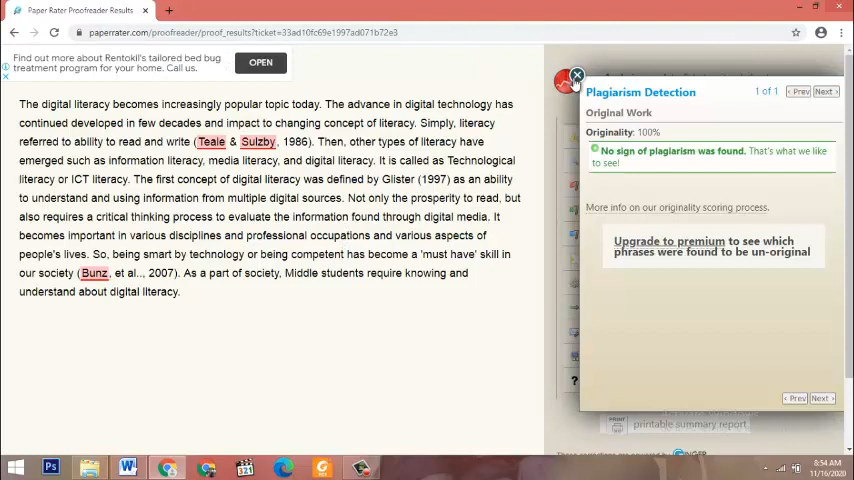 Paper Rater Proofreader Results
paperrater.com/proofreader/proof_results?ticket=33ad10fc69e1997ad071b72e3
Find out more about Rentokil's tailored bed bug
treatment program for your home. Call us.
OPEN
The digital literacy becomes increasingly popular topic today. The advance in digital technology has
continued developed in few decades and impact to changing concept of literacy. Simply, literacy
referred to ability to read and write (Teale & Sulzby, 1986). Then, other types of literacy have
emerged such as information literacy, media literacy, and digital literacy. It is called as Technological
literacy or ICT literacy. The first concept of digital literacy was defined by Glister (1997) as an ability
to understand and using information from multiple digital sources. Not only the prosperity to read, but
also requires a critical thinking process to evaluate the information found through digital media. It
becomes important in various disciplines and professional occupations and various aspects of
people's lives. So, being smart by technology or being competent has become a 'must have' skill in
our society (Bunz, et al.., 2007). As a part of society, Middle students require knowing and
understand about digital literacy.
Plagiarism Detection
1 of 1
‹ Prev
Next ›
Original Work
Originality: 100%
No sign of plagiarism was found. That's what we like
to see!
More info on our originality scoring process.
Upgrade to premium to see which
phrases were found to be un-original
‹ Prev
Next ›
printable summary report
GINGER
?
Ps
W
321
8:54 AM
11/16/2020